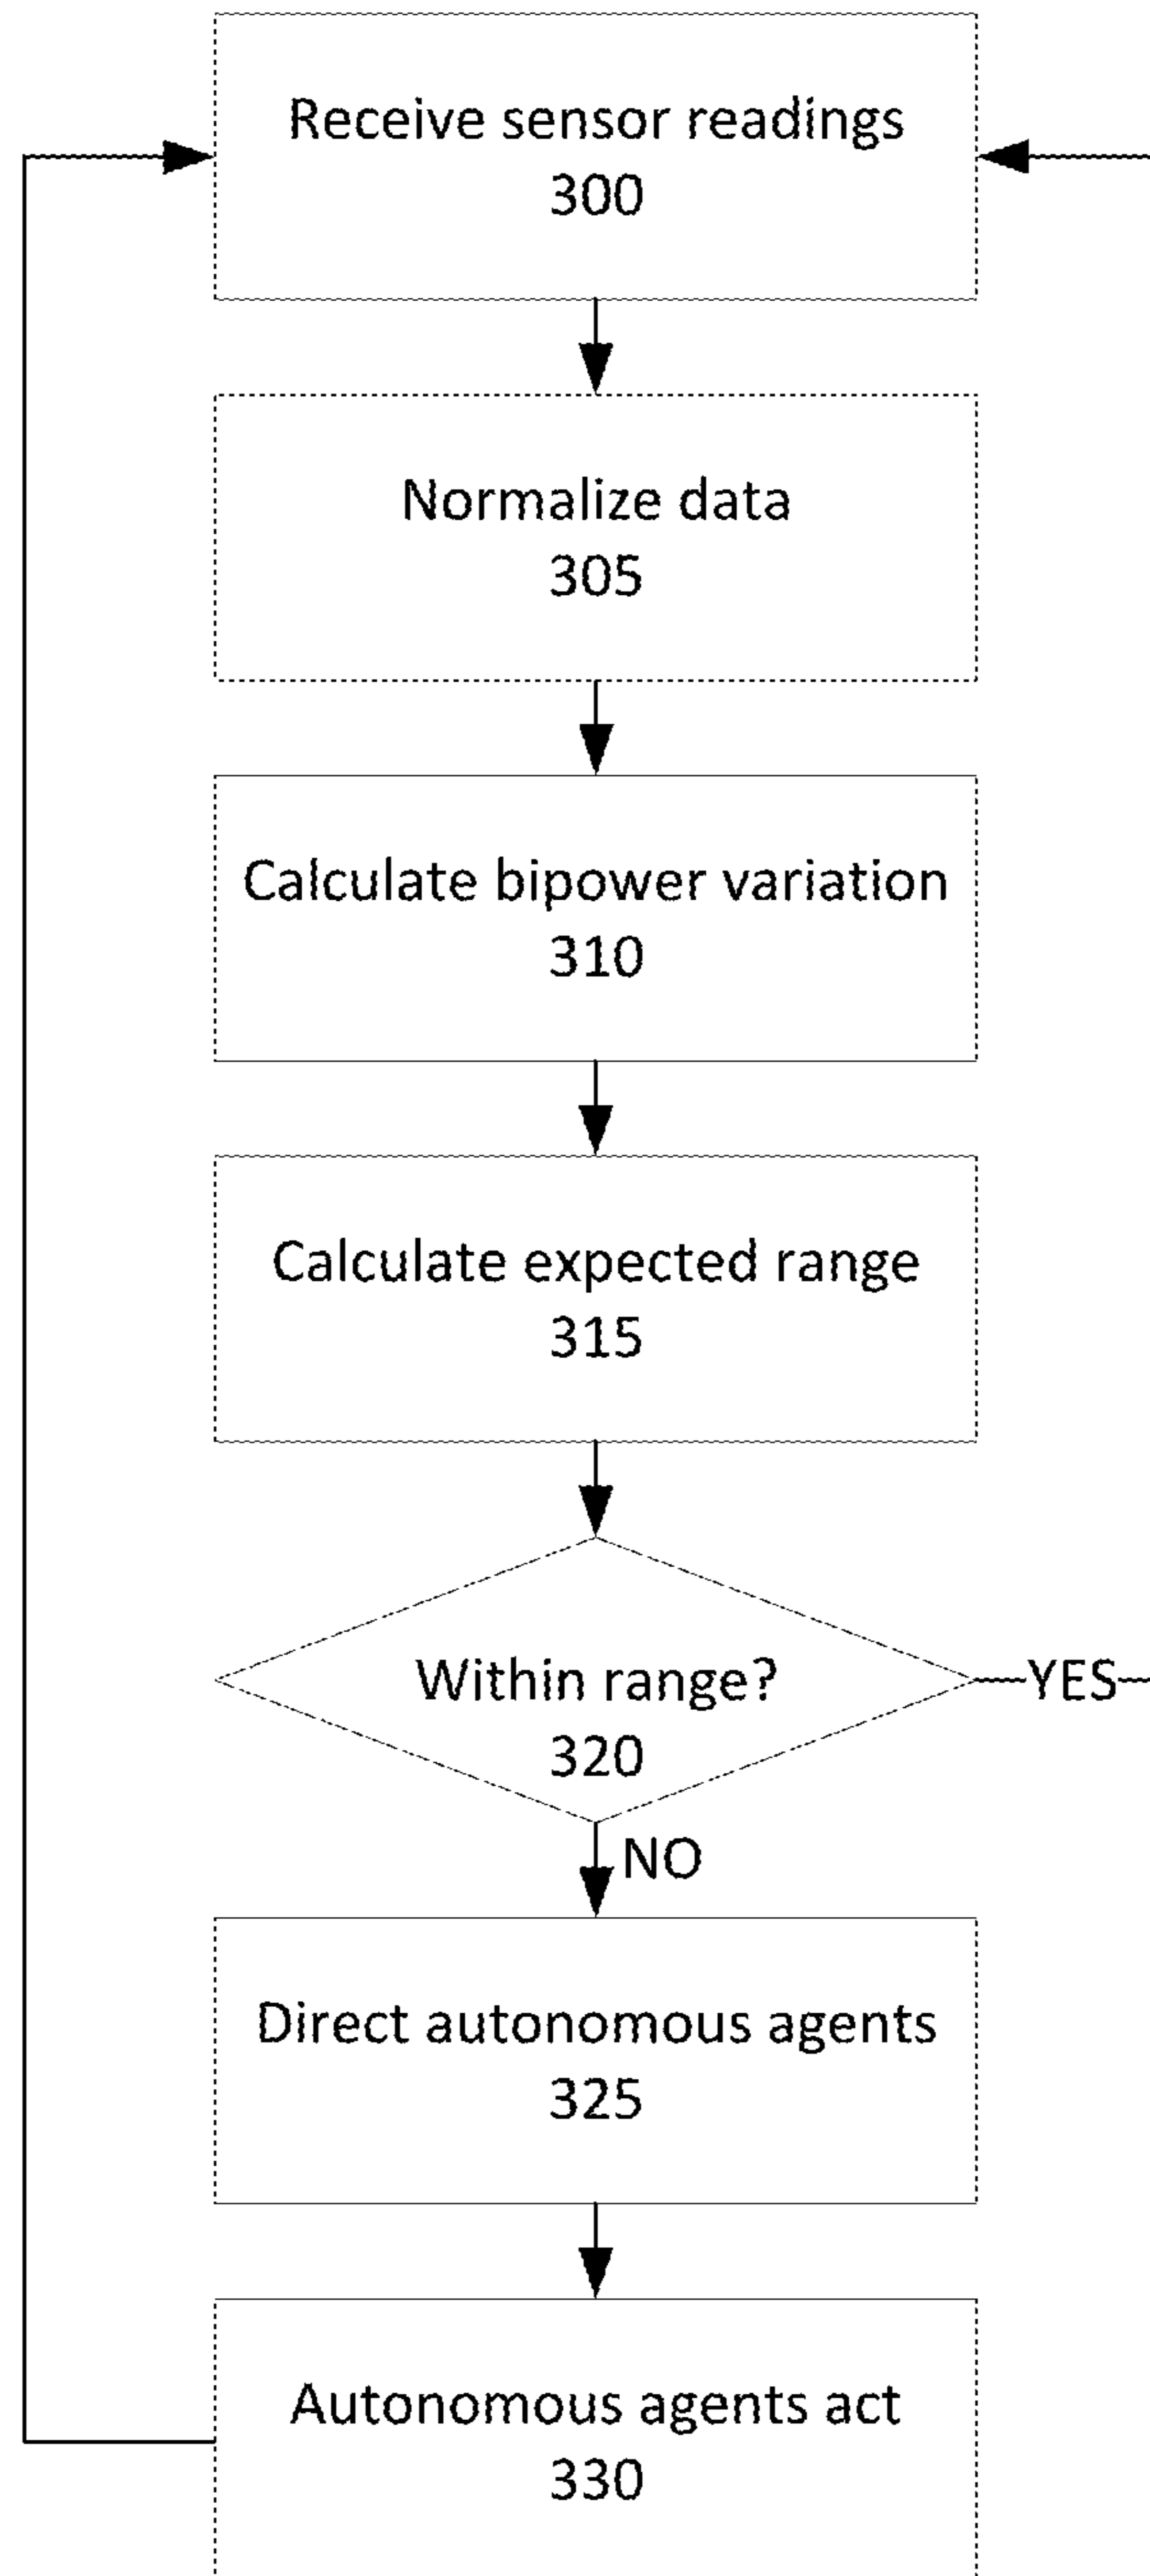 Receive sensor readings
300
Normalize data
305
Calculate bipower variation
310
Calculate expected range
315
Within range?
320
YES
NO
Direct autonomous agents
325
Autonomous agents act
330